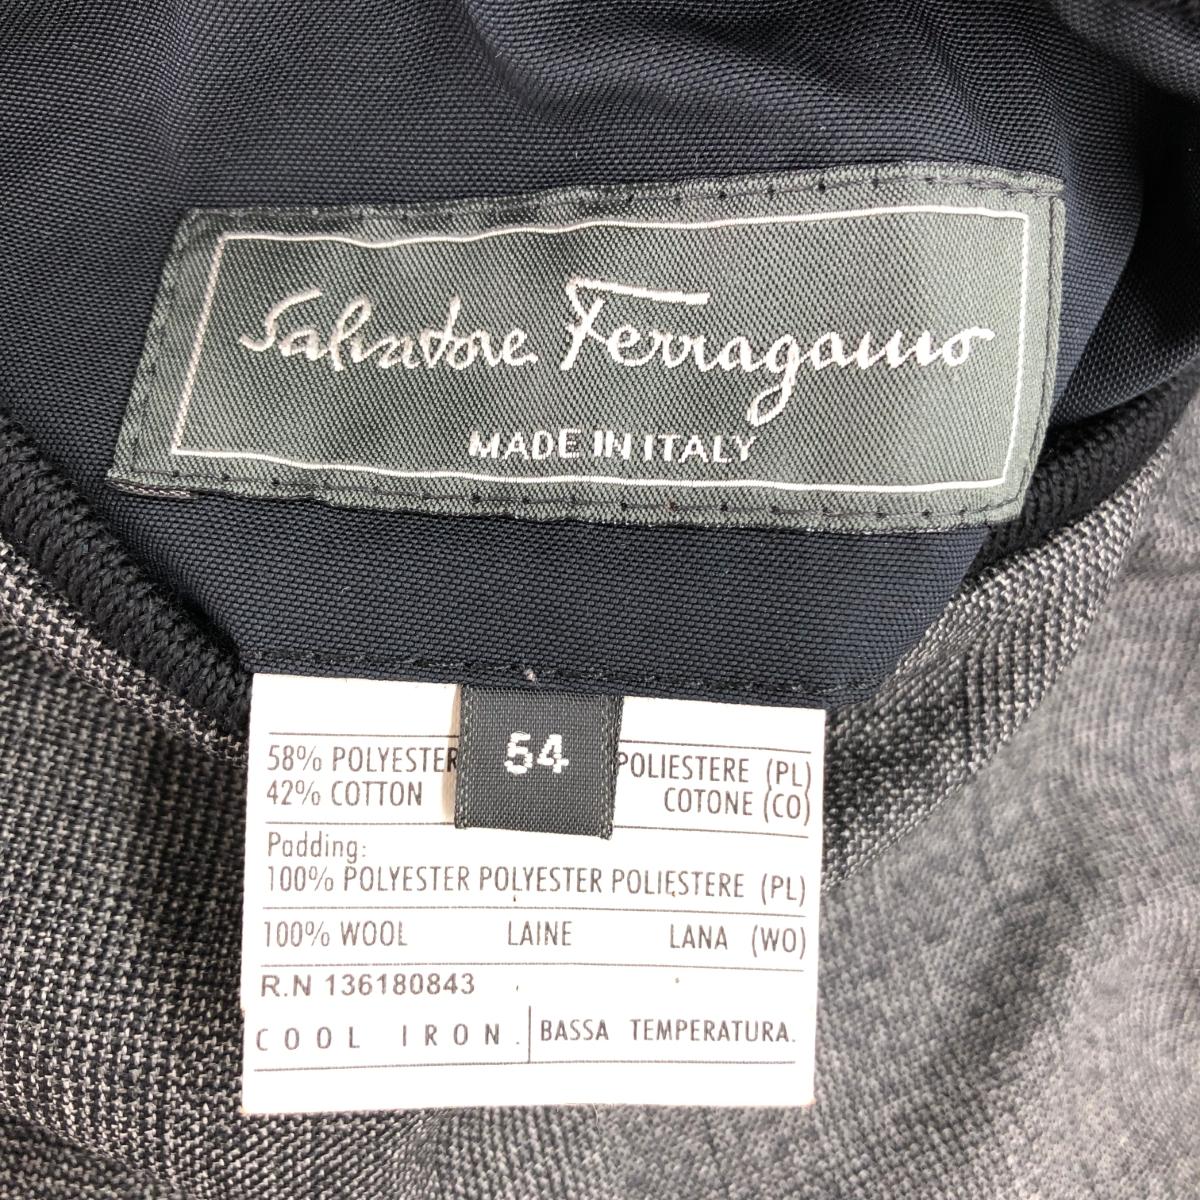 Salvatore Ferragamo
MADE IN ITALY
54
58% POLYESTER POLIESTERE (PL)
42% COTTON COTONE (CO)
Padding:
100% POLYESTER POLYESTER POLIESTERE (PL)
100% WOOL LAINE LANA (WO)
R.N 136180843
COOL IRON. BASSA TEMPERATURA.